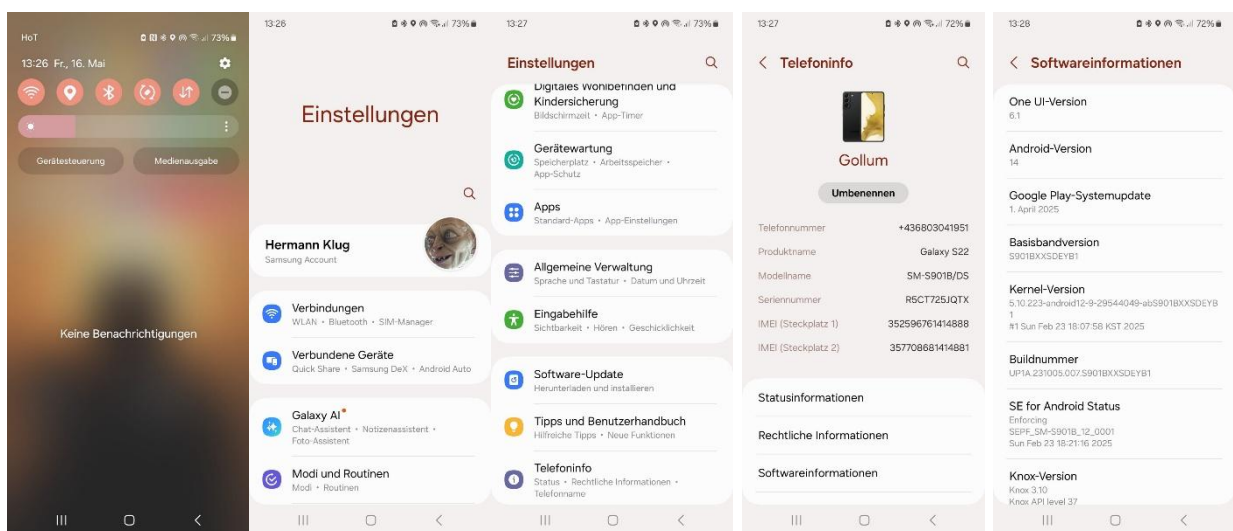 HoT
73%
13:26 Fr., 16. Mai
Gerätesteuerung
Medienausgabe
Keine Benachrichtigungen
13:26
73%
Einstellungen
Hermann Klug
Samsung Account
Verbindungen
WLAN • Bluetooth • SIM-Manager
Verbundene Geräte
Quick Share • Samsung DeX • Android Auto
Galaxy AI
Chat-Assistent • Notizenassistent •
Foto-Assistent
Modi und Routinen
Modi • Routinen
13:27
73%
Einstellungen
Digitales Wohlbefinden und
Kindersicherung
Bildschirmzeit • App-Timer
Gerätewartung
Speicherplatz • Arbeitsspeicher •
App-Schutz
Apps
Standard-Apps • App-Einstellungen
Allgemeine Verwaltung
Sprache und Tastatur • Datum und Uhrzeit
Eingabehilfe
Sichtbarkeit • Hören • Geschicklichkeit
Software-Update
Herunterladen und installieren
Tipps und Benutzerhandbuch
Hilfreiche Tipps • Neue Funktionen
Telefoninfo
Status • Rechtliche Informationen •
Telefonname
13:27
72%
Telefoninfo
Gollum
Umbenennen
Telefonnummer +436803041951
Produktname Galaxy S22
Modellname SM-S901B/DS
Seriennummer R5CT725JQTX
IMEI (Steckplatz 1) 352596761414888
IMEI (Steckplatz 2) 357708681414881
Statusinformationen
Rechtliche Informationen
Softwareinformationen
13:28
72%
Softwareinformationen
One UI-Version
6.1
Android-Version
14
Google Play-Systemupdate
1. April 2025
Basisbandversion
S901BXXSDEYB1
Kernel-Version
5.10.223-android12-9-29544049-abS901BXXSDEYB
1
#1 Sun Feb 23 18:07:58 KST 2025
Buildnummer
UP1A.231005.007.S901BXXSDEYB1
SE for Android Status
Enforcing
SEPF_SM-S901B_12_0001
Sun Feb 23 18:21:16 2025
Knox-Version
Knox 3.10
Knox API level 37